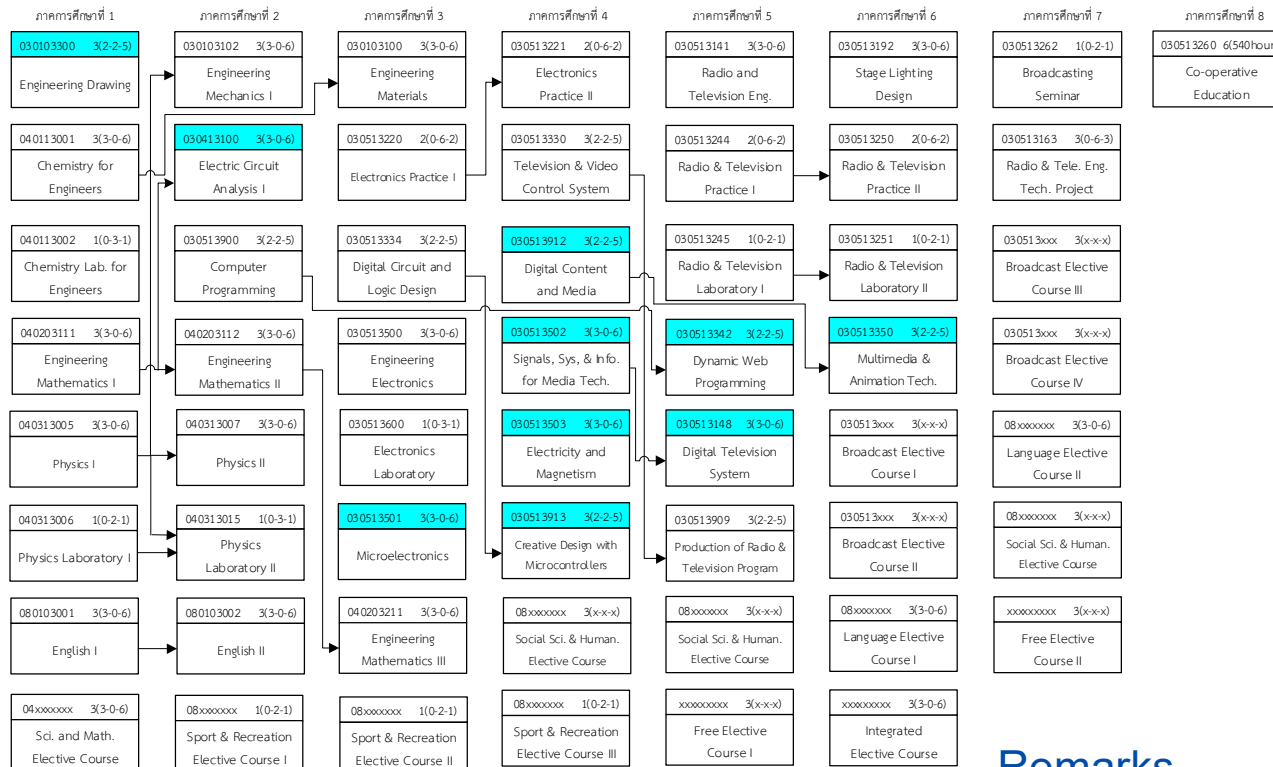 ภาคการศึกษาที่ 1 ภาคการศึกษาที่ 2 ภาคการศึกษาที่ 3 ภาคการศึกษาที่ 4 ภาคการศึกษาที่ 5 ภาคการศึกษาที่ 6 ภาคการศึกษาที่ 7 ภาคการศึกษาที่ 8
030103300 3(2-2-5)
Engineering Drawing
030103102 3(3-0-6)
Engineering
Mechanics I
030103100 3(3-0-6)
Engineering
Materials
030513221 2(0-6-2)
Electronics
Practice II
030513141 3(3-0-6)
Radio and
Television Eng.
030513192 3(3-0-6)
Stage Lighting
Design
030513262 1(0-2-1)
Broadcasting
Seminar
030513260 6(540hour
Co-operative
Education
040113001 3(3-0-6)
Chemistry for
Engineers
030413100 3(3-0-6)
Electric Circuit
Analysis I
030513220 2(0-6-2)
Electronics Practice I
030513330 3(2-2-5)
Television & Video
Control System
030513244 2(0-6-2)
Radio & Television
Practice I
030513250 2(0-6-2)
Radio & Television
Practice II
030513163 3(0-6-3)
Radio & Tele. Eng.
Tech. Project
040113002 1(0-3-1)
Chemistry Lab. for
Engineers
030513900 3(2-2-5)
Computer
Programming
030513334 3(2-2-5)
Digital Circuit and
Logic Design
030513912 3(2-2-5)
Digital Content
and Media
030513245 1(0-2-1)
Radio & Television
Laboratory I
030513251 1(0-2-1)
Radio & Television
Laboratory II
030513xxx 3(x-x-x)
Broadcast Elective
Course III
040203111 3(3-0-6)
Engineering
Mathematics I
040203112 3(3-0-6)
Engineering
Mathematics II
030513500 3(3-0-6)
Engineering
Electronics
030513502 3(3-0-6)
Signals, Sys, & Info.
for Media Tech.
030513342 3(2-2-5)
Dynamic Web
Programming
030513350 3(2-2-5)
Multimedia &
Animation Tech.
030513xxx 3(x-x-x)
Broadcast Elective
Course IV
040313005 3(3-0-6)
Physics I
040313007 3(3-0-6)
Physics II
030513600 1(0-3-1)
Electronics
Laboratory
030513503 3(3-0-6)
Electricity and
Magnetism
030513148 3(3-0-6)
Digital Television
System
030513xxx 3(x-x-x)
Broadcast Elective
Course I
08xxxxxxx 3(3-0-6)
Language Elective
Course II
040313006 1(0-2-1)
Physics Laboratory I
040313015 1(0-3-1)
Physics
Laboratory II
030513501 3(3-0-6)
Microelectronics
030513913 3(2-2-5)
Creative Design with
Microcontrollers
030513909 3(2-2-5)
Production of Radio &
Television Program
030513xxx 3(x-x-x)
Broadcast Elective
Course II
08xxxxxxx 3(x-x-x)
Social Sci. & Human.
Elective Course
080103001 3(3-0-6)
English I
080103002 3(3-0-6)
English II
040203211 3(3-0-6)
Engineering
Mathematics III
08xxxxxxx 3(x-x-x)
Social Sci. & Human.
Elective Course
08xxxxxxx 3(x-x-x)
Social Sci. & Human.
Elective Course
08xxxxxxx 3(3-0-6)
Language Elective
Course I
xxxxxxxxx 3(x-x-x)
Free Elective
Course II
04xxxxxxx 3(3-0-6)
Sci. and Math.
Elective Course
08xxxxxxx 1(0-2-1)
Sport & Recreation
Elective Course I
08xxxxxxx 1(0-2-1)
Sport & Recreation
Elective Course II
08xxxxxxx 1(0-2-1)
Sport & Recreation
Elective Course III
xxxxxxxxx 3(x-x-x)
Free Elective
Course I
xxxxxxxxx 3(3-0-6)
Integrated
Elective Course
Remarks